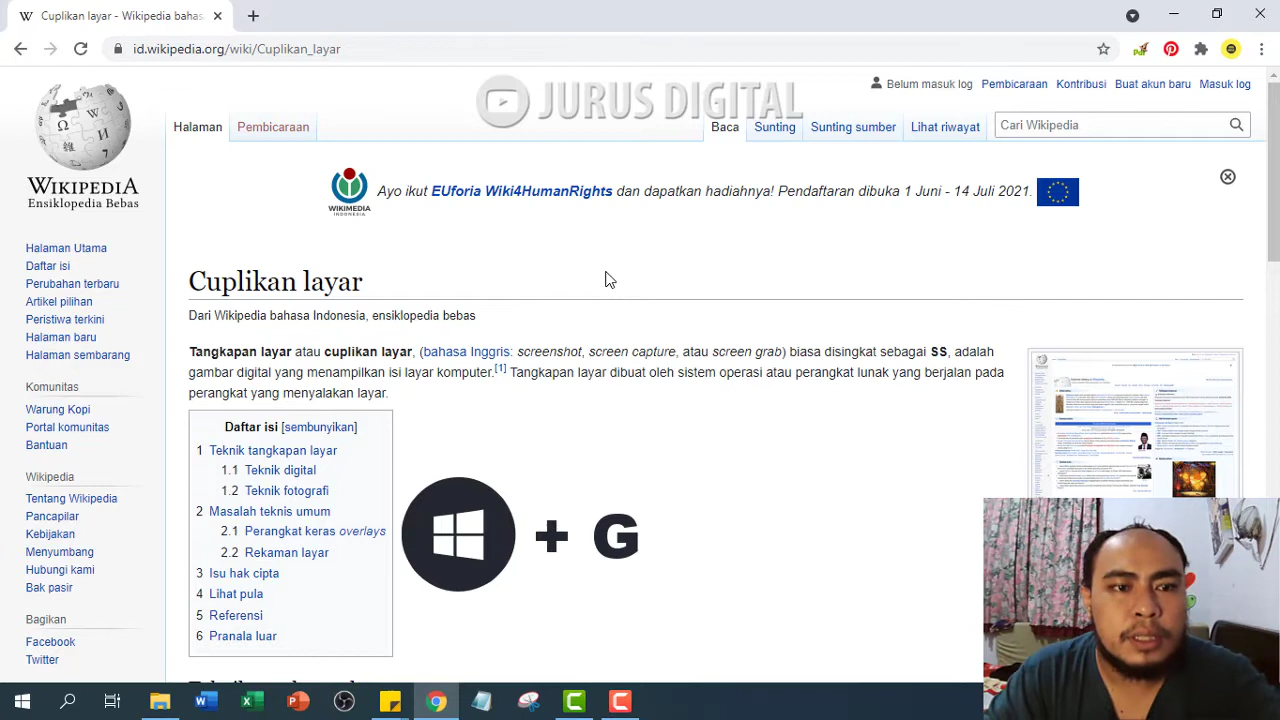 Cuplikan layar - Wikipedia bahas
id.wikipedia.org/wiki/Cuplikan_layar
JURUS DIGITAL
Belum masuk log Pembicaraan Kontribusi Buat akun baru Masuk log
Halaman Pembicaraan Baca Sunting Sunting sumber Lihat riwayat Cari Wikipedia
WIKIPEDIA
Ensiklopedia Bebas
WIKIMEDIA
INDONESIA
Ayo ikut EUforia Wiki4HumanRights dan dapatkan hadiahnya! Pendaftaran dibuka 1 Juni - 14 Juli 2021.
Halaman Utama
Daftar isi
Perubahan terbaru
Artikel pilihan
Peristiwa terkini
Halaman baru
Halaman sembarang
Komunitas
Warung Kopi
Portal komunitas
Bantuan
Wikipedia
Tentang Wikipedia
Pancapilar
Kebijakan
Menyumbang
Hubungi kami
Bak pasir
Bagikan
Facebook
Twitter
Cuplikan layar
Dari Wikipedia bahasa Indonesia, ensiklopedia bebas
Tangkapan layar atau cuplikan layar, (bahasa Inggris: screenshot, screen capture, atau screen grab) biasa disingkat sebagai SS, adalah
gambar digital yang menampilkan isi layar komputer.[1] Tangkapan layar dibuat oleh sistem operasi atau perangkat lunak yang berjalan pada
perangkat yang menyalakan layar.
Daftar isi [sembunyikan]
1 Teknik tangkapan layar
1.1 Teknik digital
1.2 Teknik fotografi
2 Masalah teknis umum
2.1 Perangkat keras overlays
2.2 Rekaman layar
3 Isu hak cipta
4 Lihat pula
5 Referensi
6 Pranala luar
+ G